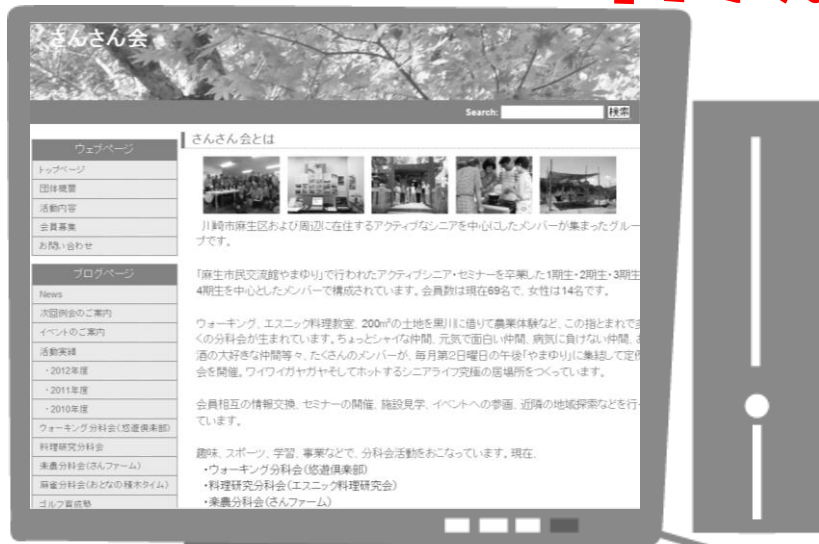 さんさん会
Search:
検索
ウェブページ
トップページ
団体概要
活動内容
会員募集
お問い合わせ
ブログページ
News
次回例会のご案内
イベントのご案内
活動実績
・2012年度
・2011年度
・2010年度
ウォーキング分科会(悠遊倶楽部)
料理研究分科会
楽農分科会(さんファーム)
麻雀分科会(おとなの積木タイム)
ゴルフ育成塾
さんさん会とは
川崎市麻生区および周辺に在住するアクティブなシニアを中心にしたメンバーが集まったグルー
プです。
「麻生市民交流館やまゆり」で行われたアクティブシニア・セミナーを卒業した1期生・2期生・3期生
4期生を中心としたメンバーで構成されています。会員数は現在69名で、女性は14名です。
ウォーキング、エスニック料理教室、200㎡の土地を黒川に借りて農業体験など、この指とまれで多
くの分科会が生まれています。ちょっとシャイな仲間、元気で面白い仲間、病気に負けない仲間、お
酒の大好きな仲間等々、たくさんのメンバーが、毎月第2日曜日の午後「やまゆり」に集結して定例
会を開催。ワイワイガヤガヤそしてホットするシニアライフ究極の居場所をつくっています。
会員相互の情報交換、セミナーの開催、施設見学、イベントへの参画、近隣の地域探索などを行っ
ています。
趣味、スポーツ、学習、事業などで、分科会活動をおこなっています。現在、
・ウォーキング分科会(悠遊倶楽部)
・料理研究分科会(エスニック料理研究会)
・楽農分科会(さんファーム)